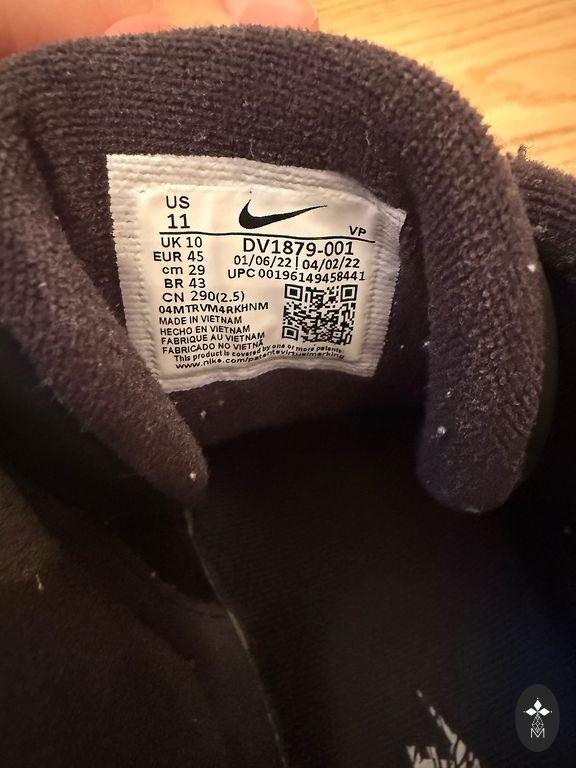 US
11
VP
UK 10
EUR 45
cm 29
BR 43
CN 290(2.5)
DV1879-001
01/06/22 | 04/02/22
UPC 00196149458441
04MTRVM4RKHNM
MADE IN VIETNAM
HECHO EN VIETNAM
FABRIQUE AU VIETNAM
FABRICADO NO VIETNÃ
This product is covered by one or more patents
www.nike.com/patentsvirtualmarking
M